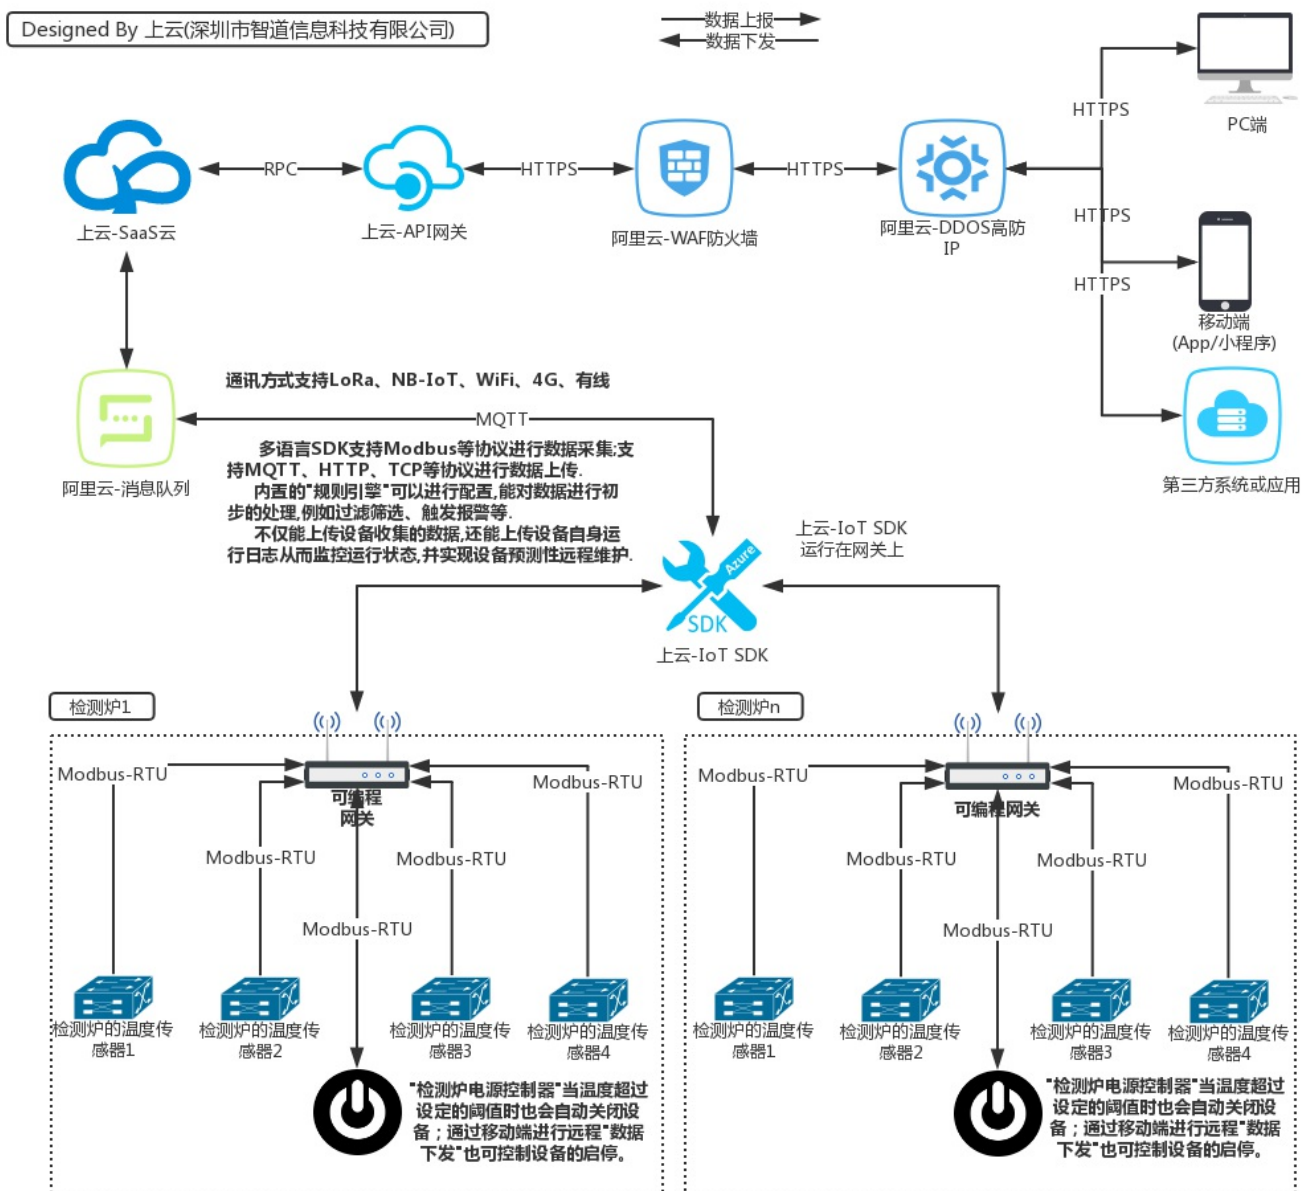 Designed By 上云(深圳市智道信息科技有限公司)
数据上报
数据下发
HTTPS
PC端
RPC
HTTPS
HTTPS
上云-SaaS云
上云-API网关
阿里云-WAF防火墙
阿里云-DDOS高防
IP
HTTPS
HTTPS
移动端
(App/小程序)
通讯方式支持LoRa、NB-IoT、WiFi、4G、有线
MQTT
阿里云-消息队列
第三方系统或应用
多语言SDK支持Modbus等协议进行数据采集;支
持MQTT、HTTP、TCP等协议进行数据上传.
内置的"规则引擎"可以进行配置,能对数据进行初
步的处理,例如过滤筛选、触发报警等.
不仅能上传设备收集的数据,还能上传设备自身运
行日志从而监控运行状态,并实现设备预测性远程维护.
上云-IoT SDK
运行在网关上
Azure
SDK
上云-IoT SDK
检测炉1
Modbus-RTU
Modbus-RTU
可编程
网关
Modbus-RTU
Modbus-RTU
Modbus-RTU
检测炉的温度传
感器1
检测炉的温度传
感器2
检测炉的温度传
感器3
检测炉的温度传
感器4
"检测炉电源控制器"当温度超过
设定的阈值时也会自动关闭设
备；通过移动端进行远程"数据
下发"也可控制设备的启停。
检测炉n
Modbus-RTU
Modbus-RTU
可编程网关
Modbus-RTU
Modbus-RTU
Modbus-RTU
检测炉的温度传
感器1
检测炉的温度传
感器2
检测炉的温度传
感器3
检测炉的温度传
感器4
"检测炉电源控制器"当温度超过
设定的阈值时也会自动关闭设
备；通过移动端进行远程"数据
下发"也可控制设备的启停。